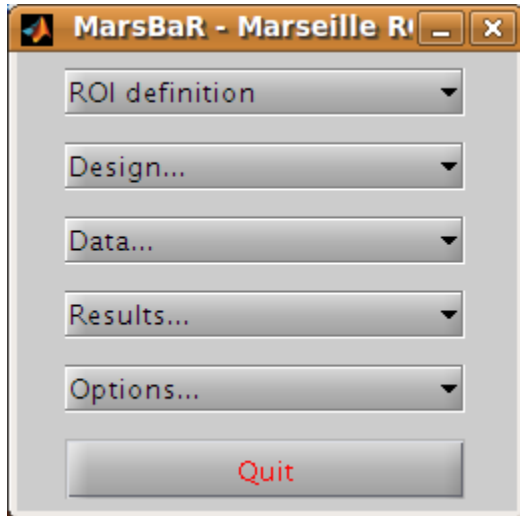 MarsBaR - Marseille R
ROI definition
Design...
Data...
Results...
Options...
Quit